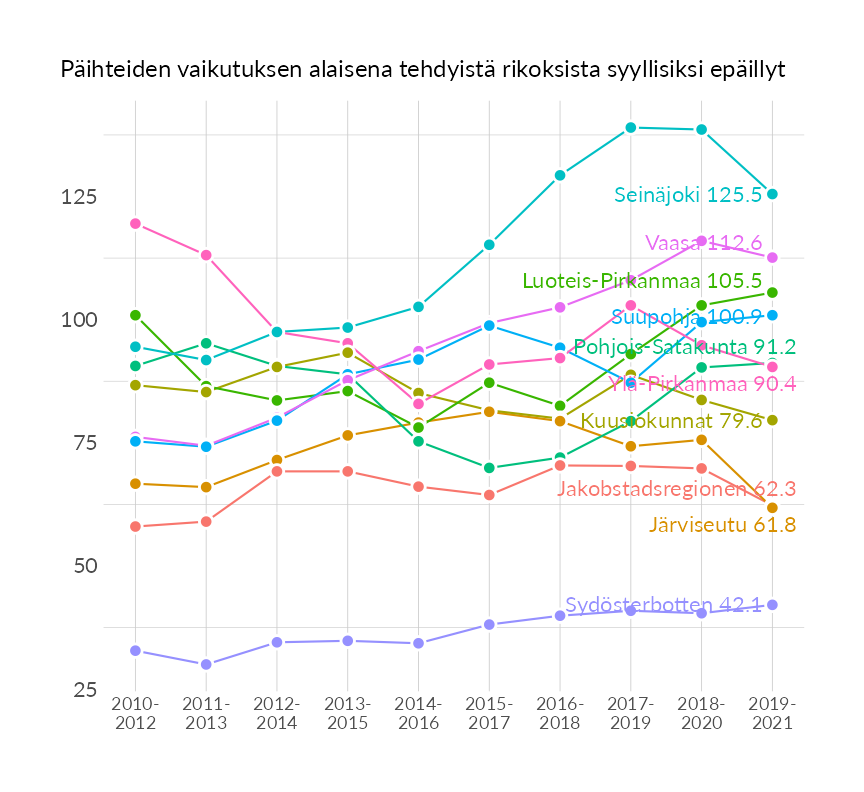 Päihteiden vaikutuksen alaisena tehdyistä rikoksista syyllisiksi epäillyt
125
100
75
50
25
Seinäjoki 125.5
Vaasa 112.6
Luoteis-Pirkanmaa 105.5
Suupohja 100.9
Pohjois-Satakunta 91.2
Ylä-Pirkanmaa 90.4
Kuusiokunnat 79.6
Jakobstadsregionen 62.3
Järviseutu 61.8
Sydösterbotten 42.1
2010-
2012
2011-
2013
2012-
2014
2013-
2015
2014-
2016
2015-
2017
2016-
2018
2017-
2019
2018-
2020
2019-
2021